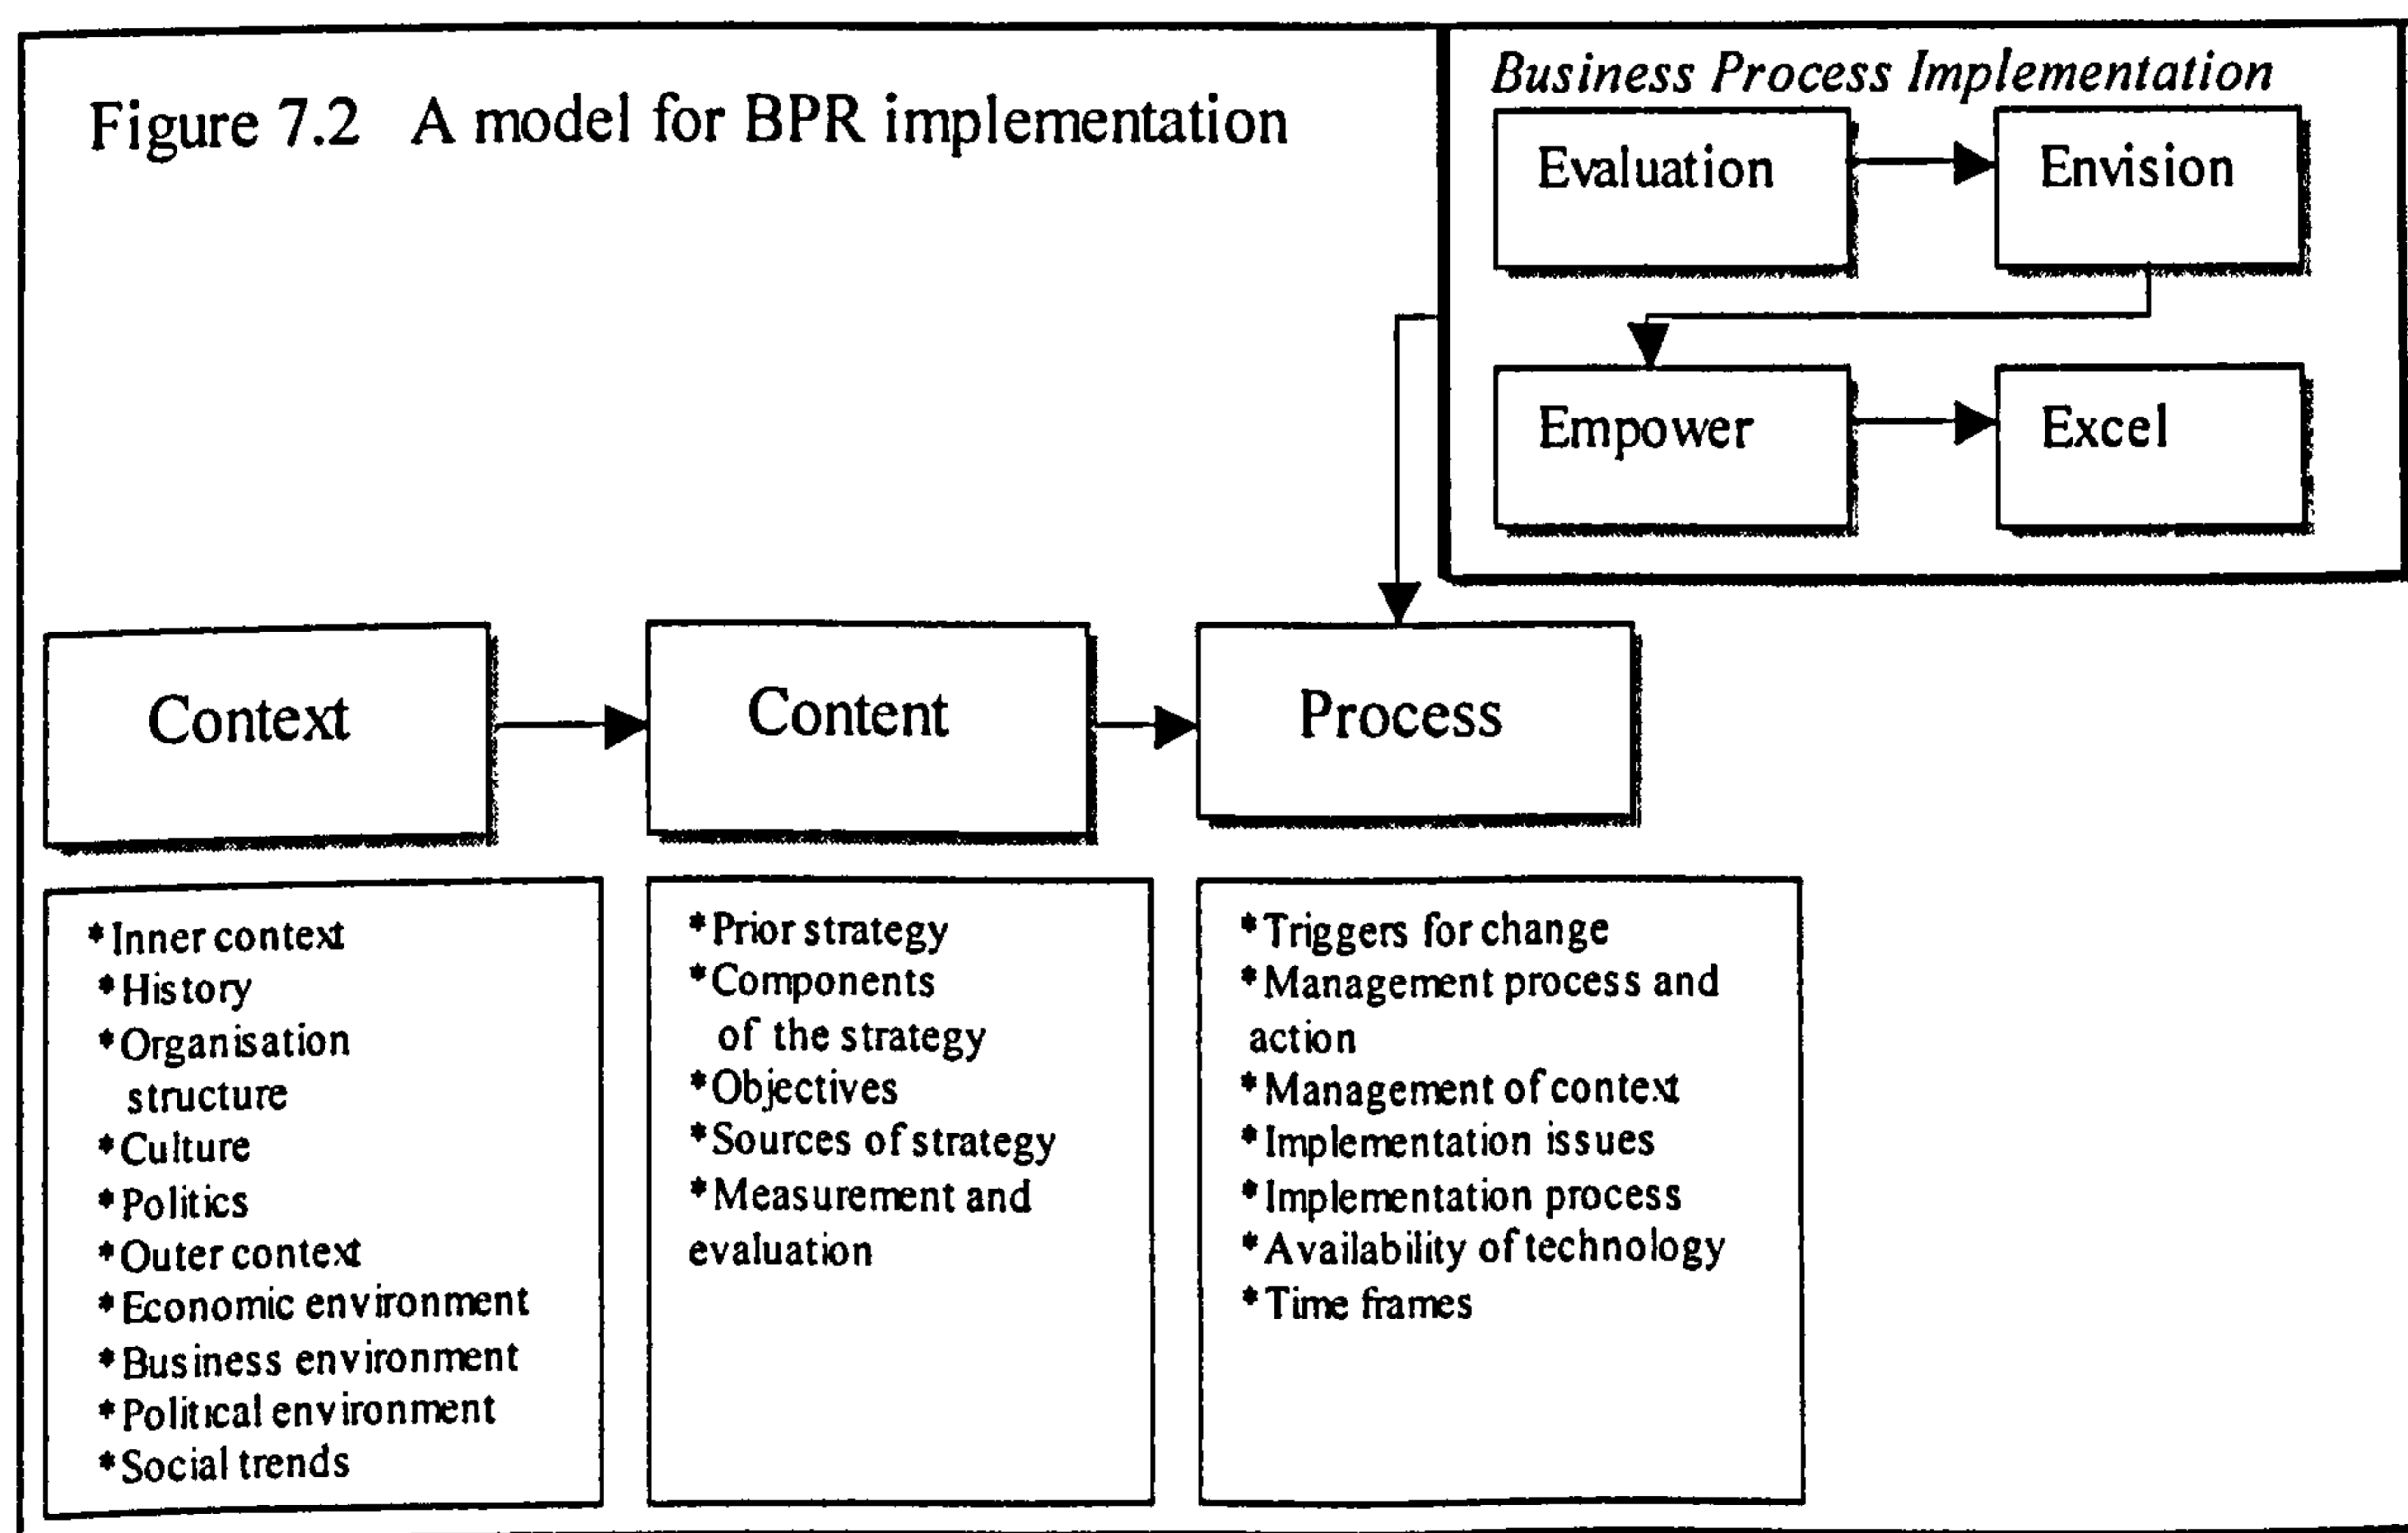 Figure 7.2 A model for BPR implementation
Business Process Implementation
Evaluation
Envision
Empower
Excel
Context
Content
Process
*Inner context
*History
*Organisation
structure
*Culture
*Politics
*Outer context
*Economic environment
*Business environment
*Political environment
*Social trends
*Prior strategy
*Components
of the strategy
*Objectives
*Sources of strategy
*Measurement and
evaluation
*Triggers for change
*Management process and
action
*Management of context
*Implementation issues
*Implementation process
*Availability of technology
*Time frames